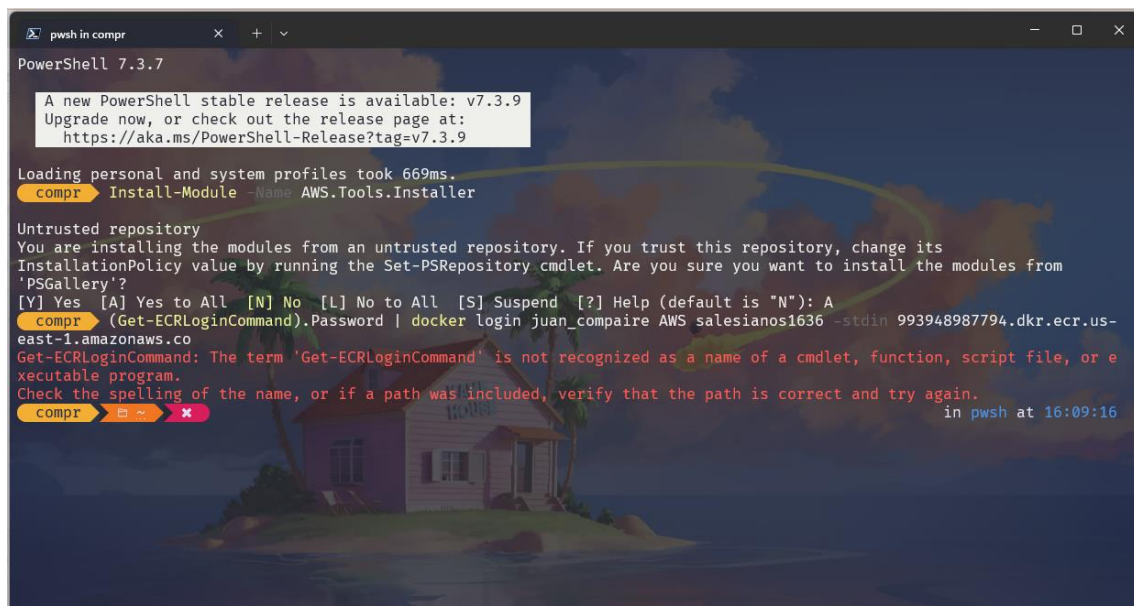 pwsh in compr
PowerShell 7.3.7
A new PowerShell stable release is available: v7.3.9
Upgrade now, or check out the release page at:
https://aka.ms/PowerShell-Release?tag=v7.3.9
Loading personal and system profiles took 669ms.
compr Install-Module -Name AWS.Tools.Installer
Untrusted repository
You are installing the modules from an untrusted repository. If you trust this repository, change its
InstallationPolicy value by running the Set-PSRepository cmdlet. Are you sure you want to install the modules from
'PSGallery'?
[Y] Yes [A] Yes to All [N] No [L] No to All [S] Suspend [?] Help (default is "N"): A
compr (Get-ECRLoginCommand).Password | docker login juan_compaire AWS salesianos1636 -stdin 993948987794.dkr.ecr.us-
east-1.amazonaws.co
Get-ECRLoginCommand: The term 'Get-ECRLoginCommand' is not recognized as a name of a cmdlet, function, script file, or e
xecutable program.
Check the spelling of the name, or if a path was included, verify that the path is correct and try again.
compr ~ in pwsh at 16:09:16
KAME
HOUSE